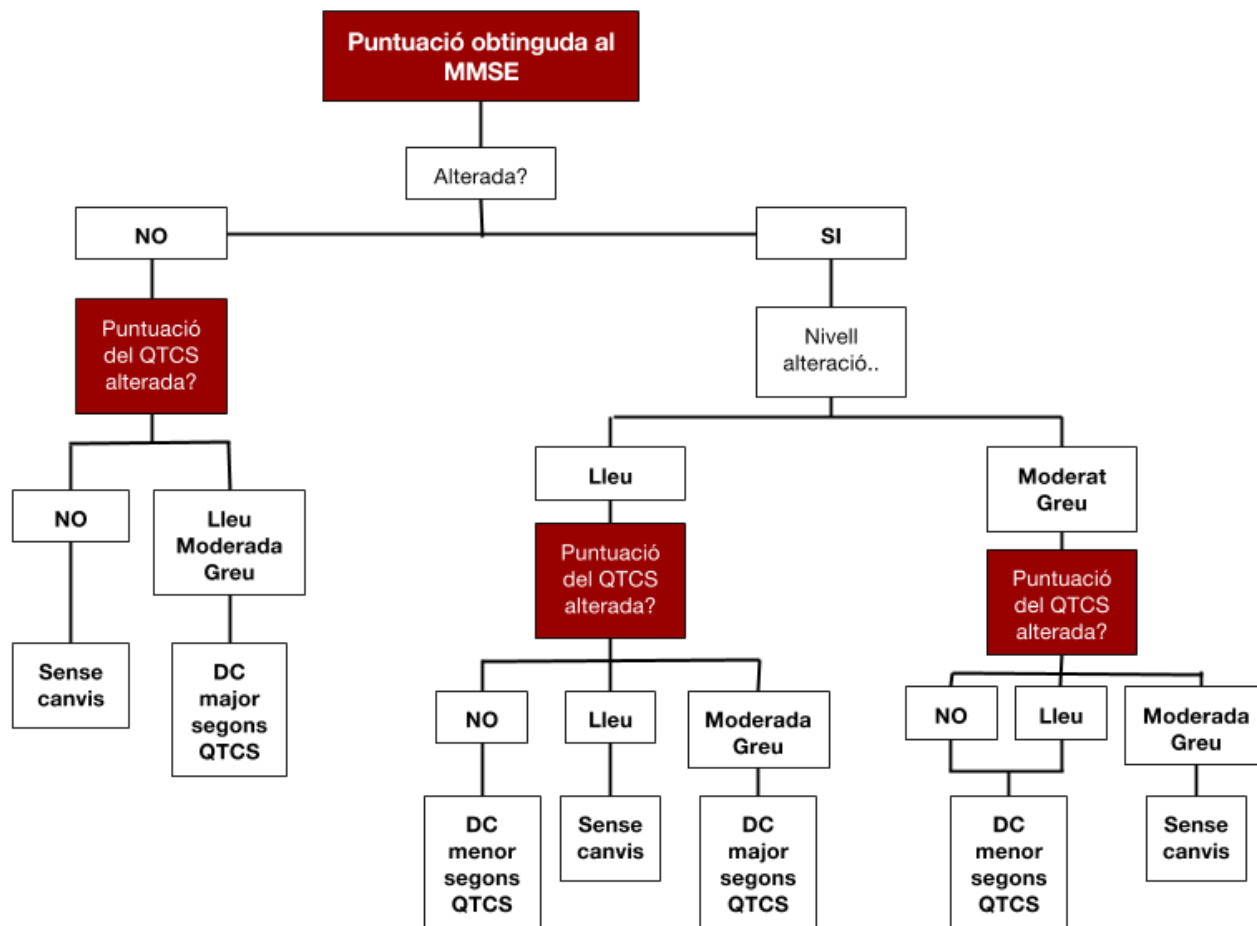 Puntuació obtinguda al
MMSE
Alterada?
NO
SI
Puntuació
del QTCS
alterada?
Nivell
alteració..
NO
Lleu
Moderada
Greu
Lleu
Moderat
Greu
Puntuació
del QTCS
alterada?
Puntuació
del QTCS
alterada?
Sense
canvis
DC
major
segons
QTCS
NO
Lleu
Moderada
Greu
NO
Lleu
Moderada
Greu
DC
menor
segons
QTCS
Sense
canvis
DC
major
segons
QTCS
DC
menor
segons
QTCS
Sense
canvis